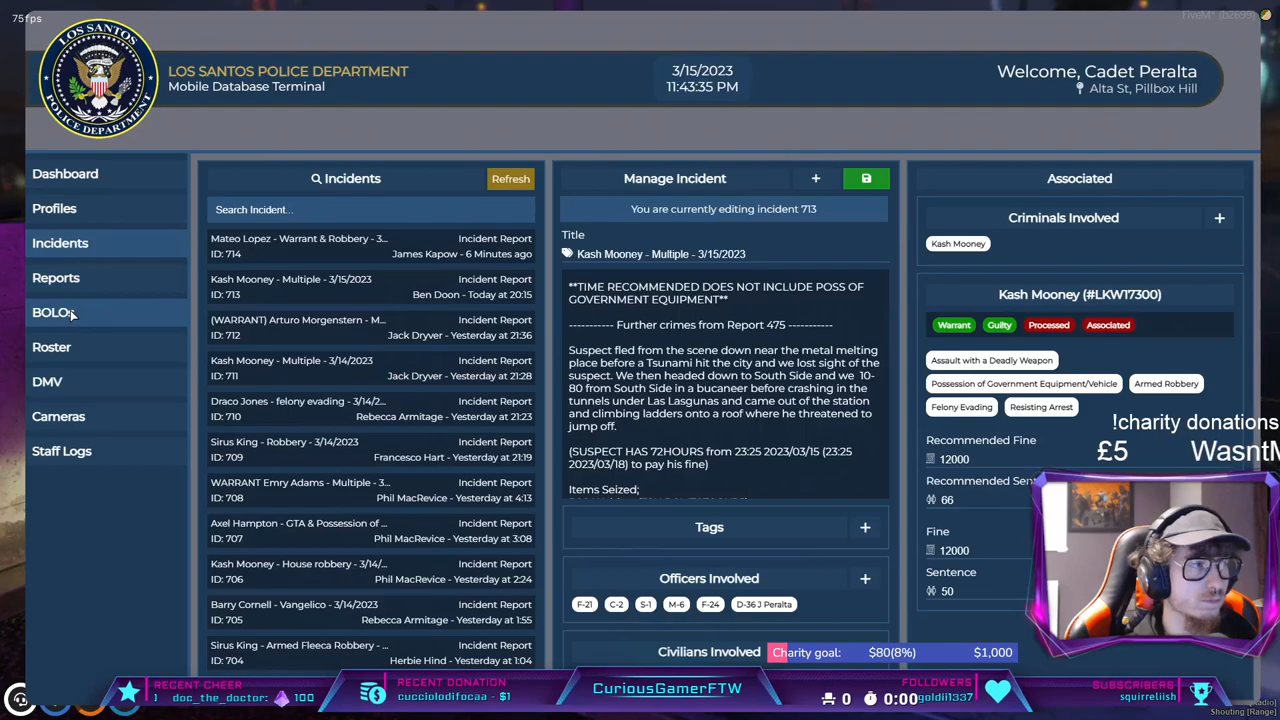 75fps
FiveM* (b2699)
LOS SANTOS
POLICE DEPARTMENT
LOS SANTOS POLICE DEPARTMENT
Mobile Database Terminal
3/15/2023
11:43:35 PM
Welcome, Cadet Peralta
Alta St, Pillbox Hill
Dashboard
Profiles
Incidents
Reports
BOLOs
Roster
DMV
Cameras
Staff Logs
Incidents
Refresh
Search Incident...
Mateo Lopez - Warrant & Robbery - 3... Incident Report
ID: 714 James Kapow - 6 Minutes ago
Kash Mooney - Multiple - 3/15/2023 Incident Report
ID: 713 Ben Doon - Today at 20:15
(WARRANT) Arturo Morgenstern - M... Incident Report
ID: 712 Jack Dryver - Yesterday at 21:36
Kash Mooney - Multiple - 3/14/2023 Incident Report
ID: 711 Jack Dryver - Yesterday at 21:28
Draco Jones - felony evading - 3/14/2... Incident Report
ID: 710 Rebecca Armitage - Yesterday at 21:23
Sirus King - Robbery - 3/14/2023 Incident Report
ID: 709 Francesco Hart - Yesterday at 21:19
WARRANT Emry Adams - Multiple - 3... Incident Report
ID: 708 Phil MacRevice - Yesterday at 4:13
Axel Hampton - GTA & Possession of ... Incident Report
ID: 707 Phil MacRevice - Yesterday at 3:08
Kash Mooney - House robbery - 3/14/... Incident Report
ID: 706 Phil MacRevice - Yesterday at 2:24
Barry Cornell - Vangelico - 3/14/2023 Incident Report
ID: 705 Rebecca Armitage - Yesterday at 1:55
Sirus King - Armed Fleeca Robbery - ... Incident Report
ID: 704 Herbie Hind - Yesterday at 1:04
Manage Incident
+
You are currently editing incident 713
Title
Kash Mooney - Multiple - 3/15/2023
**TIME RECOMMENDED DOES NOT INCLUDE POSS OF
GOVERNMENT EQUIPMENT**
----------- Further crimes from Report 475 -----------
Suspect fled from the scene down near the metal melting
place before a Tsunami hit the city and we lost sight of the
suspect. We then headed down to South Side and we 10-
80 from South Side in a bucaneer before crashing in the
tunnels under Las Lasgunas and came out of the station
and climbing ladders onto a roof where he threatened to
jump off.
(SUSPECT HAS 72HOURS from 23:25 2023/03/15 (23:25
2023/03/18) to pay his fine)
Items Seized;
Tags +
Officers Involved +
F-21 C-2 S-1 M-6 F-24 D-36 J Peralta
Civilians Involved
Associated
Criminals Involved +
Kash Mooney
Kash Mooney (#LKW17300)
Warrant Guilty Processed Associated
Assault with a Deadly Weapon
Possession of Government Equipment/Vehicle Armed Robbery
Felony Evading Resisting Arrest
Recommended Fine
12000
Recommended Sen
66
Fine
12000
Sentence
50
!charity donations
£5 WasntM
Charity goal: $80(8%) $1,000
RECENT CHEER
doc_the_doctor: 100
RECENT DONATION
cucciolodifocaa - $1
CuriousGamerFTW
0 0:00
FOLLOWERS
goldii1337
SUBSCRIBERS
squirreliish
[Radio]
Shouting [Range]